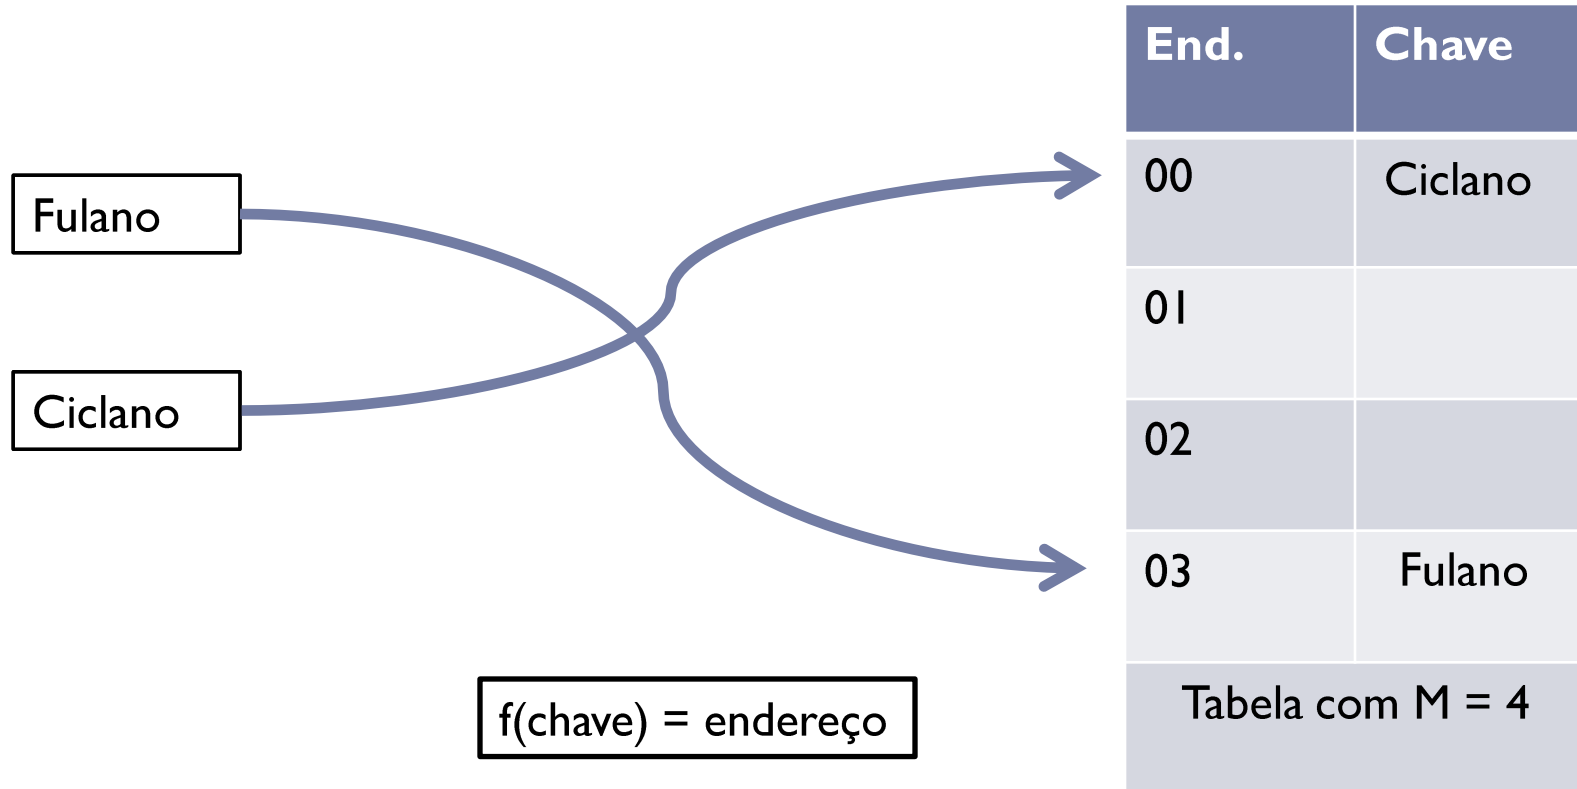 Fulano
Ciclano
f(chave) = endereço
End. Chave
00 Ciclano
01
02
03 Fulano
Tabela com M = 4